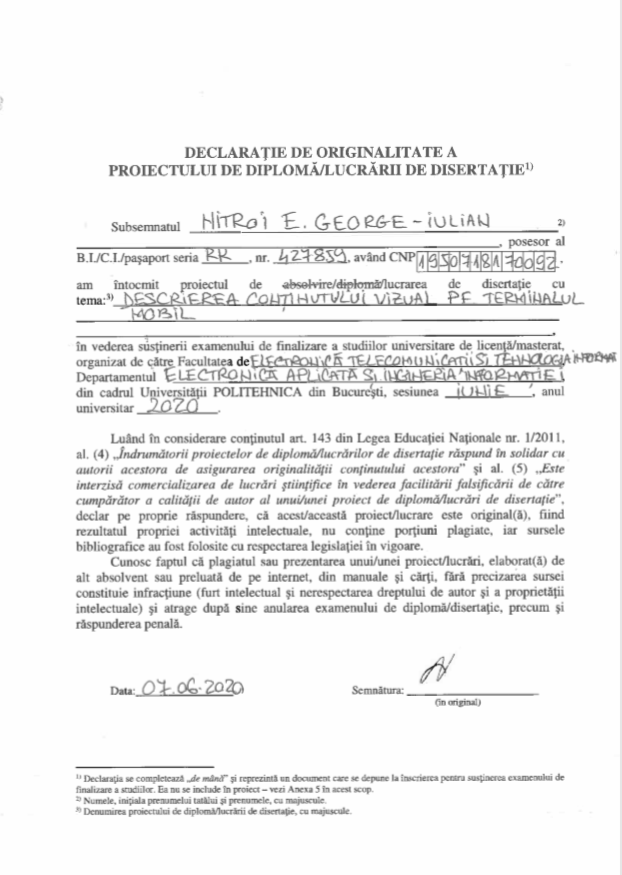 DECLARAȚIE DE ORIGINALITATE A
PROIECTULUI DE DIPLOMĂ/LUCRĂRII DE DISERTAȚIE¹⁾
Subsemnatul NITROI E. GEORGE-IULIAN ²⁾
, posesor al
B.I./C.I./pașaport seria RK, nr. 427859, având CNP 1950718170092,
am întocmit proiectul de absolvire/diplomă/lucrarea de disertație cu
tema:³⁾ DESCRIEREA CONȚINUTULUI VIZUAL PE TERMINALUL
MOBIL
,
în vederea susținerii examenului de finalizare a studiilor universitare de licență/masterat,
organizat de către Facultatea de ELECTRONICĂ TELECOMUNICAȚII ȘI TEHNOLOGIA INFORMAȚ
Departamentul ELECTRONICĂ APLICATĂ ȘI INGINERIA INFORMAȚIEI
din cadrul Universității POLITEHNICA din București, sesiunea IUNIE, anul
universitar 2020.
Luând în considerare conținutul art. 143 din Legea Educației Naționale nr. 1/2011,
al. (4) „Îndrumătorii proiectelor de diplomă/lucrărilor de disertație răspund în solidar cu
autorii acestora de asigurarea originalității conținutului acestora” și al. (5) „Este
interzisă comercializarea de lucrări științifice în vederea facilitării falsificării de către
cumpărător a calității de autor al unui/unei proiect de diplomă/lucrări de disertație”,
declar pe proprie răspundere, că acest/această proiect/lucrare este original(ă), fiind
rezultatul propriei activități intelectuale, nu conține porțiuni plagiate, iar sursele
bibliografice au fost folosite cu respectarea legislației în vigoare.
Cunosc faptul că plagiatul sau prezentarea unui/unei proiect/lucrări, elaborat(ă) de
alt absolvent sau preluată de pe internet, din manuale și cărți, fără precizarea sursei
constituie infracțiune (furt intelectual și nerespectarea dreptului de autor și a proprietății
intelectuale) și atrage după sine anularea examenului de diplomă/disertație, precum și
răspunderea penală.
Data: 07.06.2020 Semnătura:
(în original)
¹⁾ Declarația se completează „de mână” și reprezintă un document care se depune la înscrierea pentru susținerea examenului de
finalizare a studiilor. Ea nu se include în proiect – vezi Anexa 5 în acest scop.
²⁾ Numele, inițiala prenumelui tatălui și prenumele, cu majuscule.
³⁾ Denumirea proiectului de diplomă/lucrării de disertație, cu majuscule.